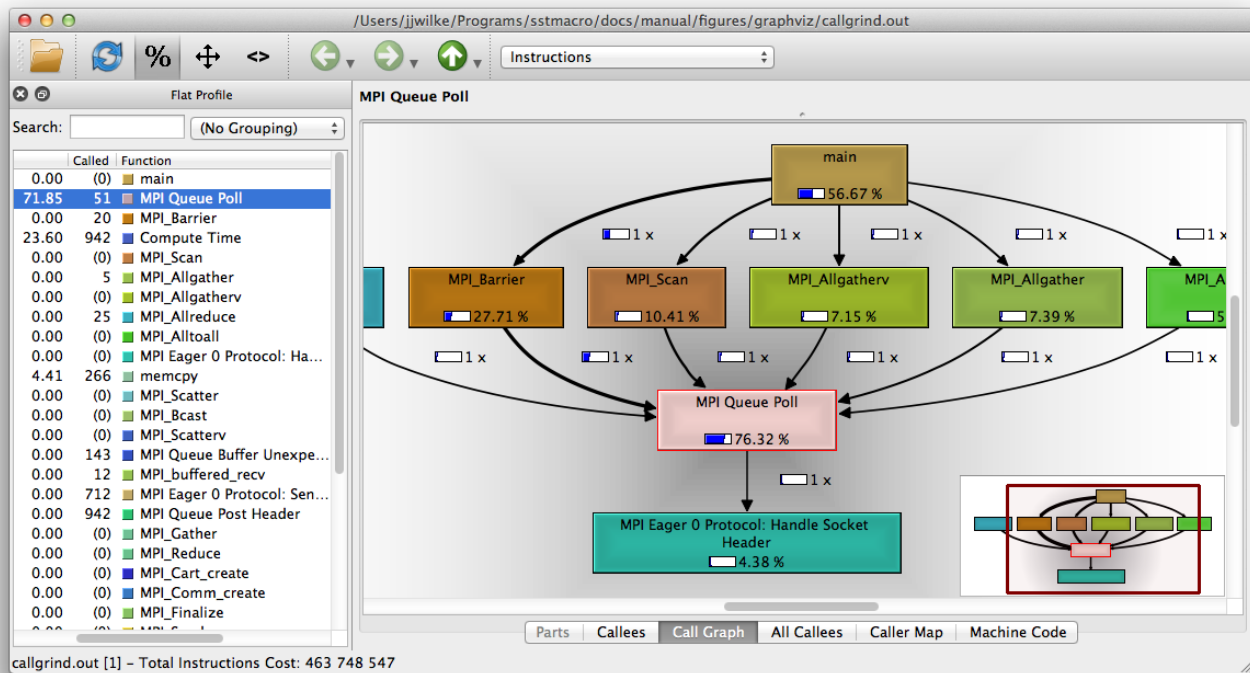 /Users/jjwilke/Programs/sstmacro/docs/manual/figures/graphviz/callgrind.out
% <> Instructions
Flat Profile
Search: (No Grouping)
Called Function
0.00 (0) main
71.85 51 MPI Queue Poll
0.00 20 MPI_Barrier
23.60 942 Compute Time
0.00 (0) MPI_Scan
0.00 5 MPI_Allgather
0.00 (0) MPI_Allgatherv
0.00 25 MPI_Allreduce
0.00 (0) MPI_Alltoall
0.00 (0) MPI Eager 0 Protocol: Ha...
4.41 266 memcpy
0.00 (0) MPI_Scatter
0.00 (0) MPI_Bcast
0.00 (0) MPI_Scatterv
0.00 143 MPI Queue Buffer Unexpe...
0.00 12 MPI_buffered_recv
0.00 712 MPI Eager 0 Protocol: Sen...
0.00 942 MPI Queue Post Header
0.00 (0) MPI_Gather
0.00 (0) MPI_Reduce
0.00 (0) MPI_Cart_create
0.00 (0) MPI_Comm_create
0.00 (0) MPI_Finalize
MPI Queue Poll
main
56.67 %
1 x 1 x 1 x 1 x 1 x
MPI_Barrier
27.71 %
MPI_Scan
10.41 %
MPI_Allgatherv
7.15 %
MPI_Allgather
7.39 %
MPI_A
5
1 x 1 x 1 x 1 x 1 x 1 x
MPI Queue Poll
76.32 %
1 x
MPI Eager 0 Protocol: Handle Socket
Header
4.38 %
Parts Callees Call Graph All Callees Caller Map Machine Code
callgrind.out [1] - Total Instructions Cost: 463 748 547